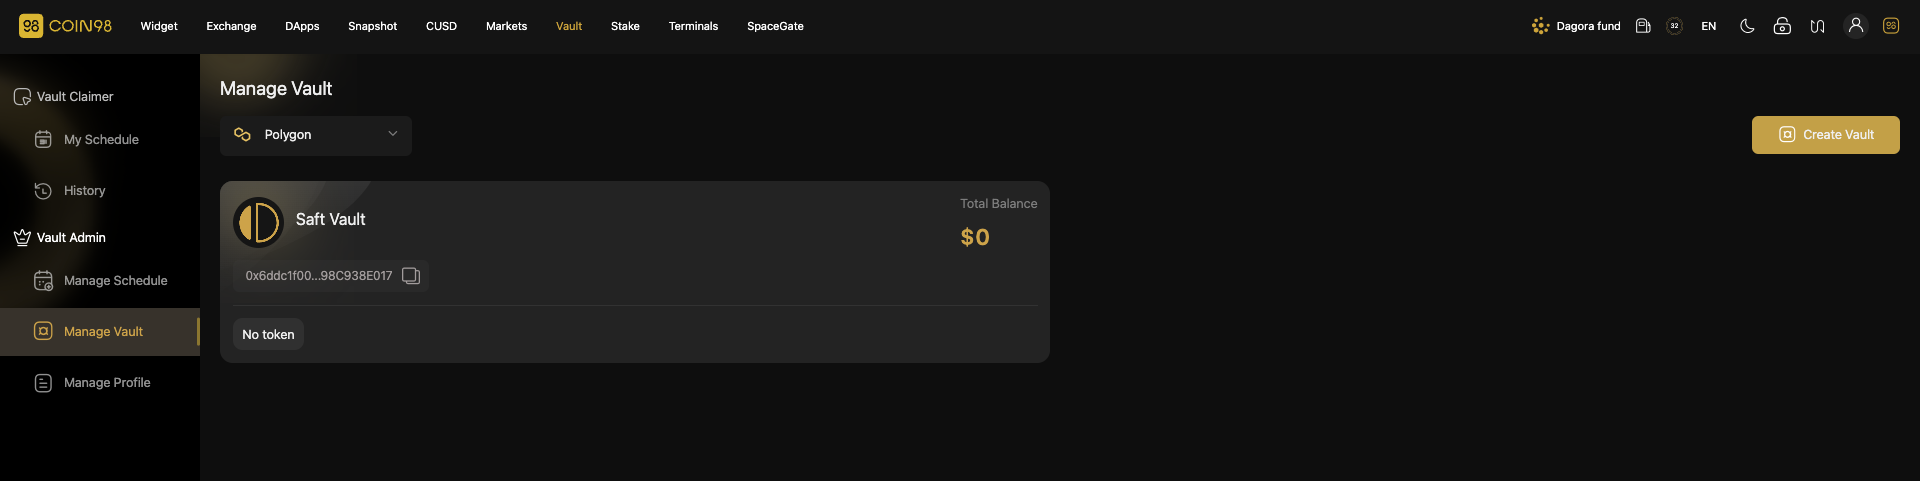 98 COIN98 Widget Exchange DApps Snapshot CUSD Markets Vault Stake Terminals SpaceGate Dagora fund 32 EN 98
Vault Claimer
My Schedule
History
Vault Admin
Manage Schedule
Manage Vault
Manage Profile
Manage Vault
Polygon
Create Vault
Saft Vault
Total Balance
$0
0x6ddc1f00...98C938E017
No token